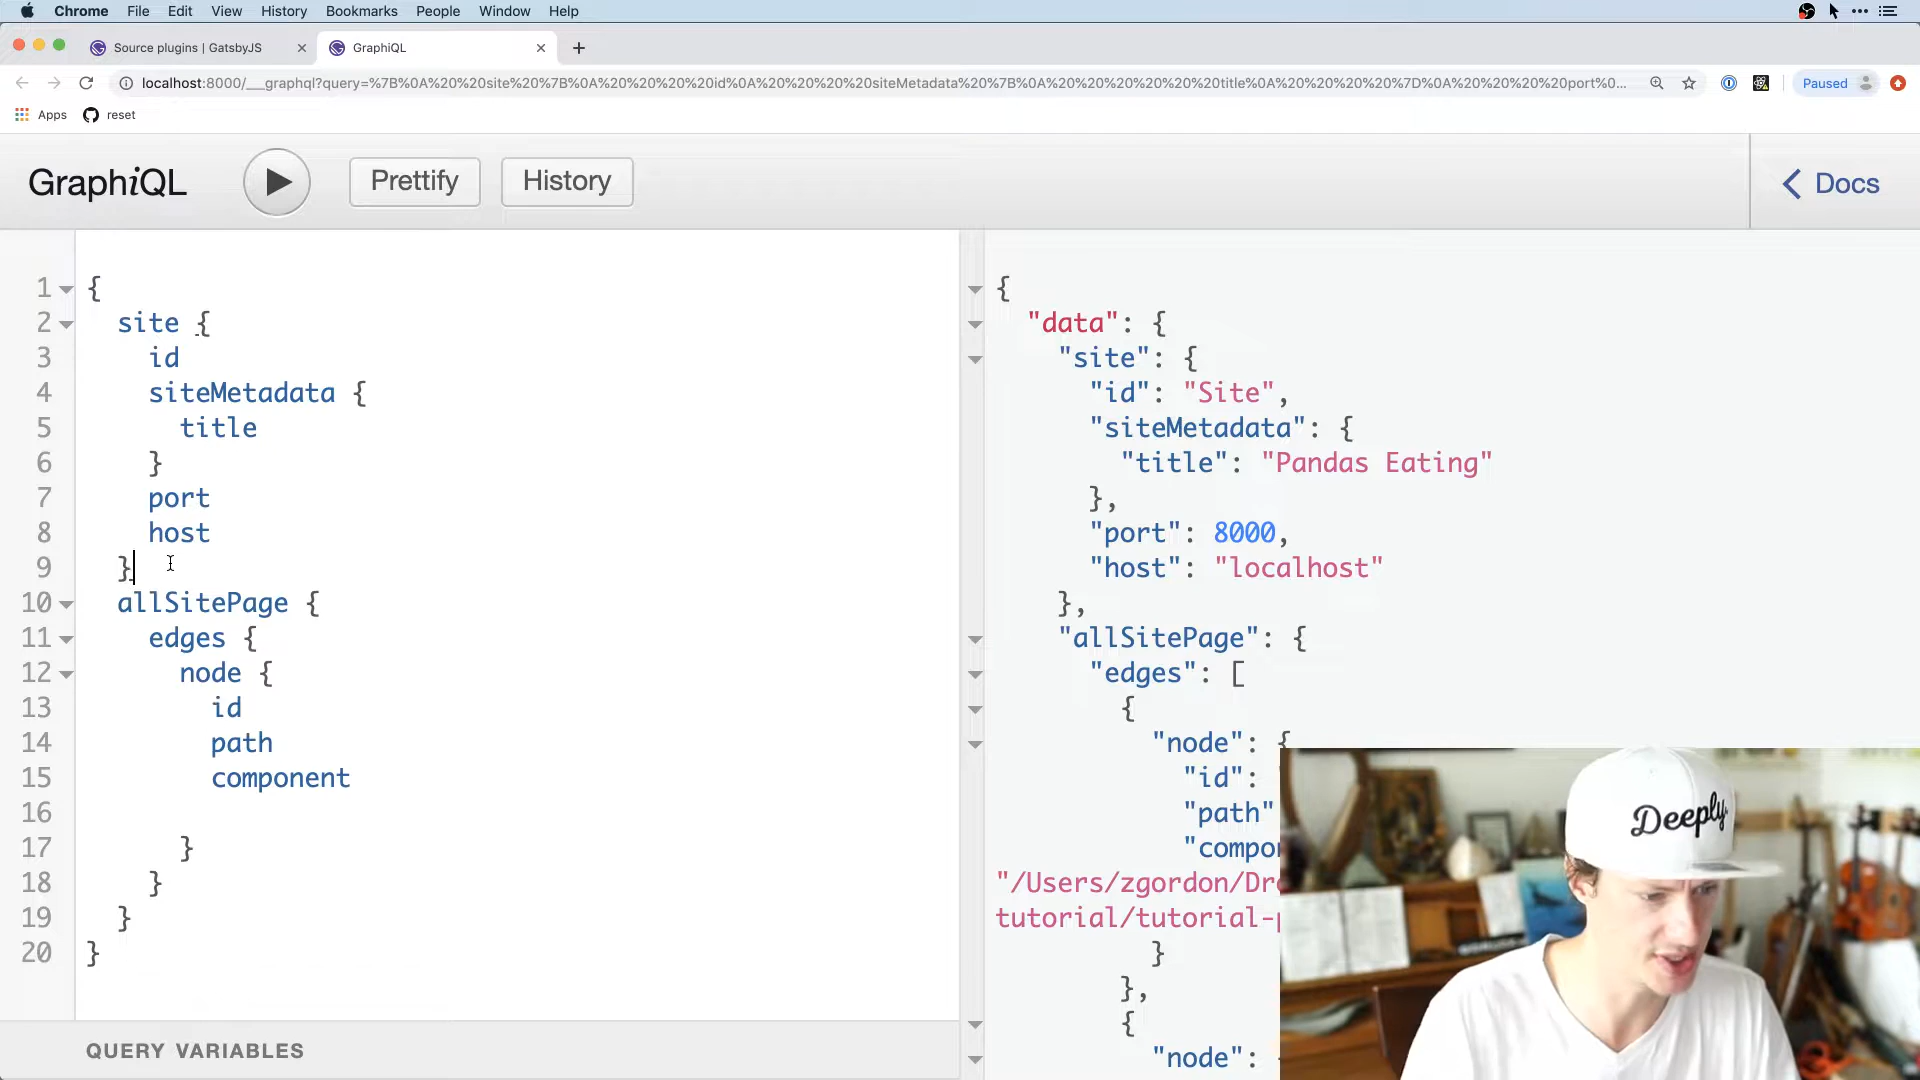 Chrome File Edit View History Bookmarks People Window Help
Source plugins | GatsbyJS
GraphiQL
localhost:8000/___graphql?query=%7B%0A%20%20site%20%7B%0A%20%20%20%20id%0A%20%20%20%20siteMetadata%20%7B%0A%20%20%20%20%20%20title%0A%20%20%20%20%7D%0A%20%20%20%20port%0...
Paused
Apps reset
GraphiQL Prettify History Docs
1 {
2 site {
3 id
4 siteMetadata {
5 title
6 }
7 port
8 host
9 }
10 allSitePage {
11 edges {
12 node {
13 id
14 path
15 component
16
17 }
18 }
19 }
20 }
QUERY VARIABLES
{
"data": {
"site": {
"id": "Site",
"siteMetadata": {
"title": "Pandas Eating"
},
"port": 8000,
"host": "localhost"
},
"allSitePage": {
"edges": [
{
"node": {
"id":
"path"
"compo
"/Users/zgordon/Dr
tutorial/tutorial-
}
},
{
"node":
Deeply.